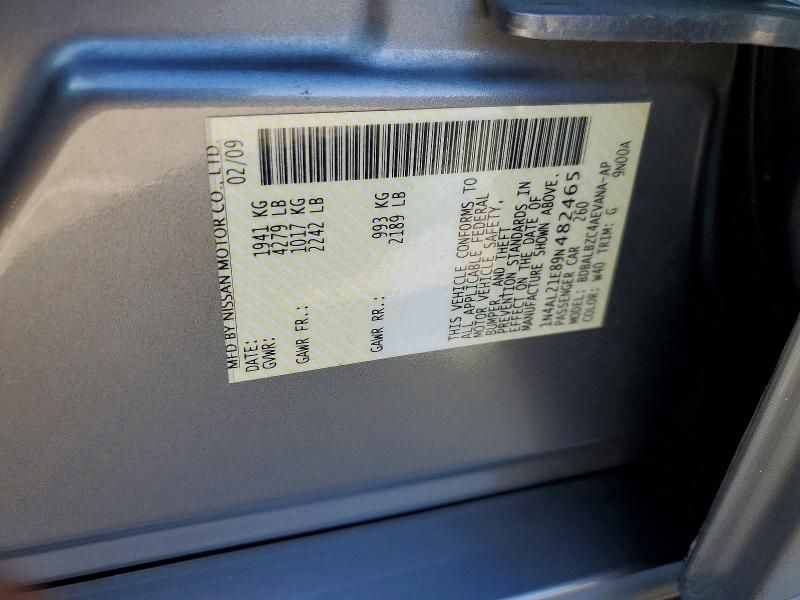 MFD BY NISSAN MOTOR CO., LTD.
DATE: 02/09
GVWR: 1941 KG
4279 LB
GAWR FR.: 1017 KG
2242 LB
GAWR RR.: 993 KG
2189 LB
THIS VEHICLE CONFORMS TO
ALL APPLICABLE FEDERAL
MOTOR VEHICLE SAFETY,
BUMPER, AND THEFT
PREVENTION STANDARDS IN
EFFECT ON THE DATE OF
MANUFACTURE SHOWN ABOVE.
1N4AL21E89N482465
PASSENGER CAR 260
MODEL: BDBALBZC4AEVANA-AP
COLOR: W40 TRIM: G 9N00A